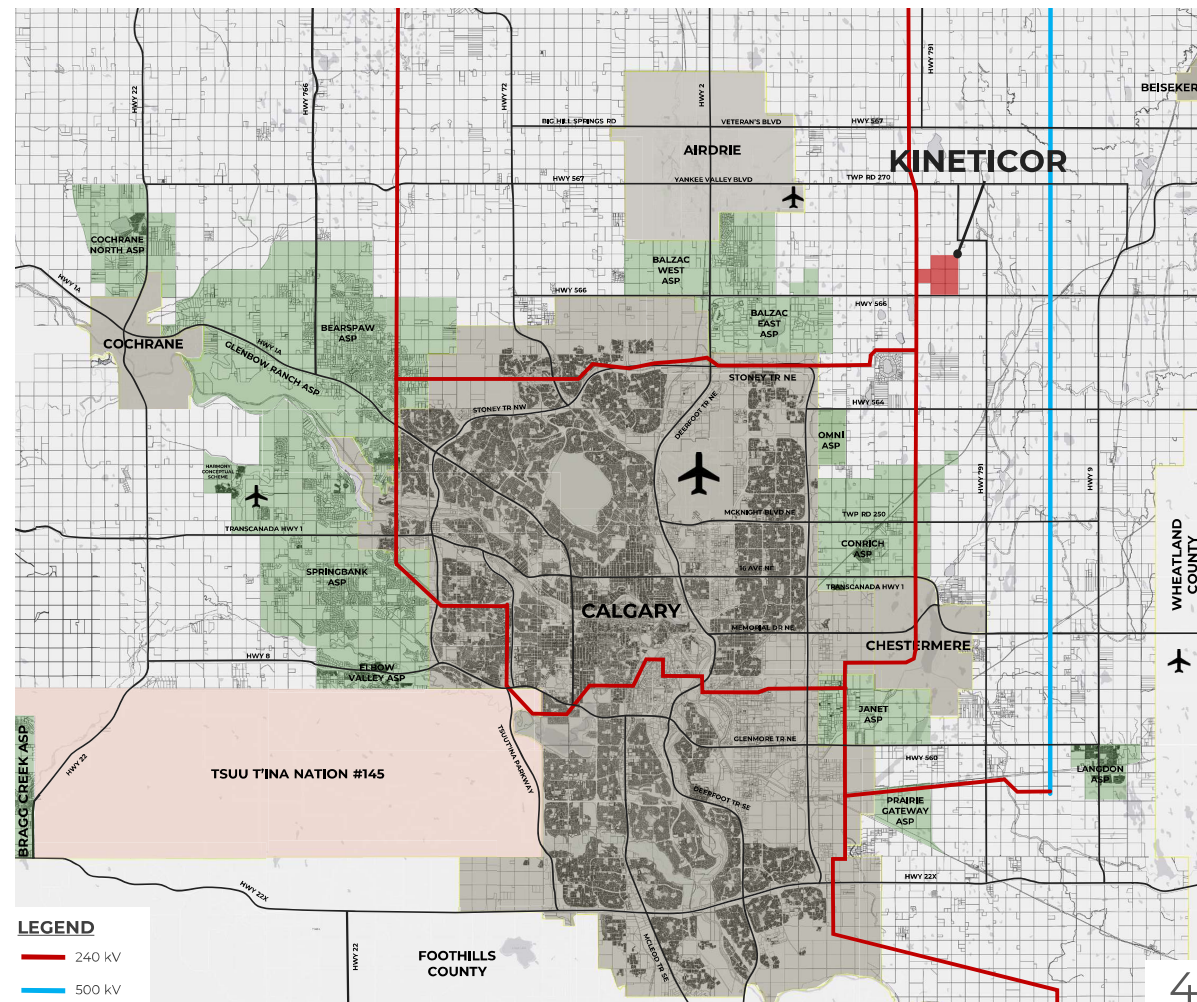 HWY 22
HWY 766
HWY 72
HWY 2
HWY 791
BEISEKER
BIG HILL SPRINGS RD
VETERAN'S BLVD
HWY 567
AIRDRIE
KINETICOR
HWY 567
YANKEE VALLEY BLVD
TWP RD 270
COCHRANE
NORTH ASP
BALZAC
WEST
ASP
HWY 1A
HWY 566
HWY 566
BALZAC
EAST
ASP
BEARSPAW
ASP
COCHRANE
HWY 1A
GLENBOW RANCH ASP
STONEY TR NE
STONEY TR NW
HWY 564
DEERFOOT TR NE
OMNI
ASP
HARMONY
CONCEPTUAL
SCHEME
HWY 791
HWY 9
MCKNIGHT BLVD NE
TWP RD 250
TRANSCANADA HWY 1
CONRICH
ASP
SPRINGBANK
ASP
16 AVE NE
TRANSCANADA HWY 1
WHEATLAND
COUNTY
CALGARY
MEMORIAL DR NE
CHESTERMERE
HWY 8
ELBOW
VALLEY ASP
JANET
ASP
BRAGG CREEK ASP
HWY 22
TSUU T'INA NATION #145
TSUUT'INA PARKWAY
GLENMORE TR NE
HWY 560
LANGDON
ASP
DEERFOOT TR SE
PRAIRIE
GATEWAY
ASP
HWY 22X
HWY 22X
LEGEND
240 kV
500 kV
HWY 22
FOOTHILLS
COUNTY
MCLEOD TR SE
4